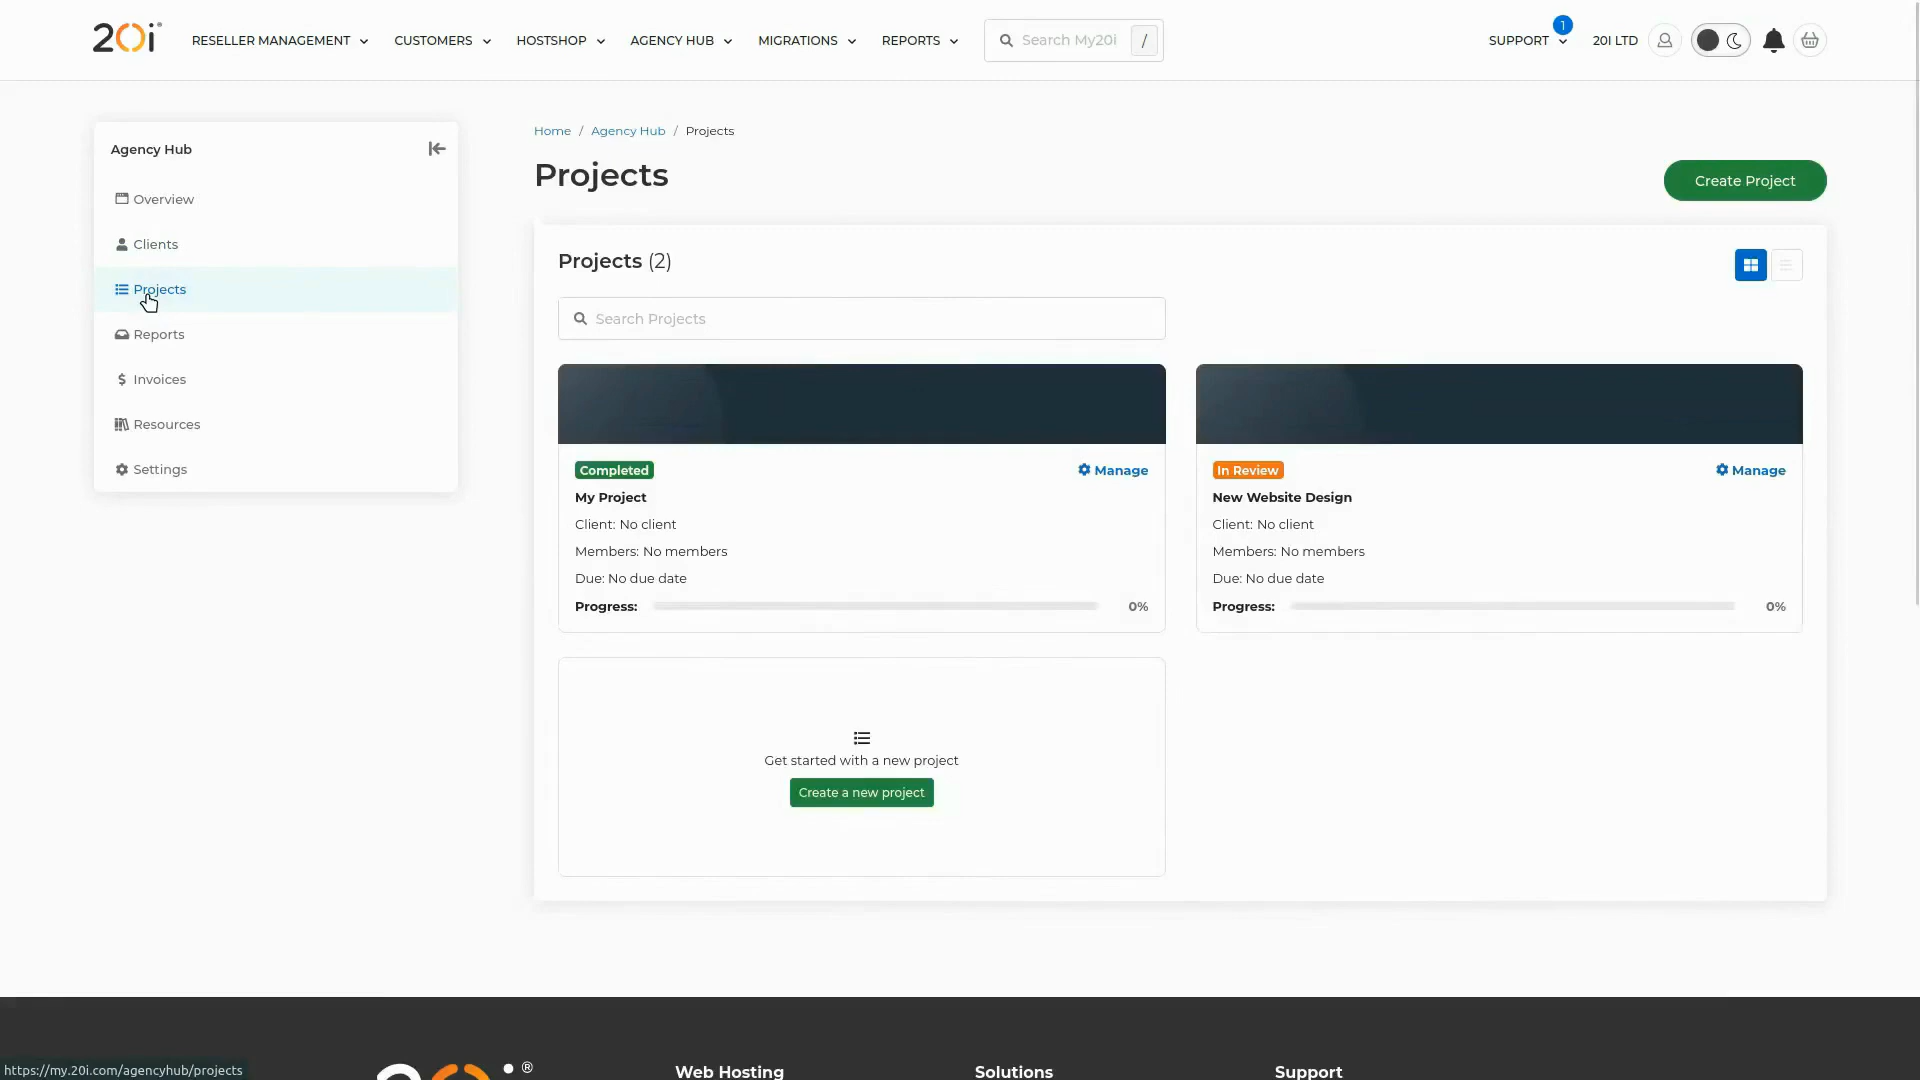 20i
RESELLER MANAGEMENT
CUSTOMERS
HOSTSHOP
AGENCY HUB
MIGRATIONS
REPORTS
Search My20i
/
SUPPORT
1
20I LTD
Agency Hub
Overview
Clients
Projects
Reports
Invoices
Resources
Settings
Home / Agency Hub / Projects
Projects
Create Project
Projects (2)
Search Projects
Completed
Manage
My Project
Client: No client
Members: No members
Due: No due date
Progress: 0%
In Review
Manage
New Website Design
Client: No client
Members: No members
Due: No due date
Progress: 0%
Get started with a new project
Create a new project
20i®
Web Hosting
Solutions
Support
https://my.20i.com/agencyhub/projects